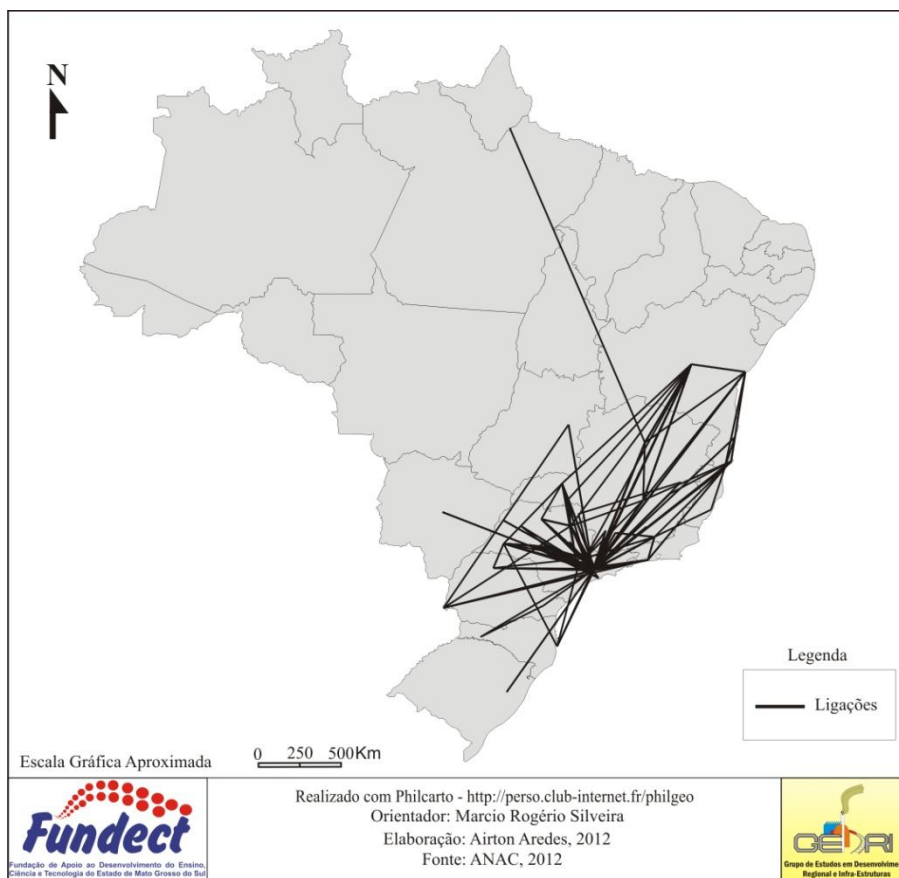 N
Legenda
Ligações
Escala Gráfica Aproximada
0 250 500Km
Fundect
Fundação de Apoio ao Desenvolvimento do Ensino,
Ciência e Tecnologia do Estado de Mato Grosso do Sul
Realizado com Philcarto - http://perso.club-internet.fr/philgeo
Orientador: Marcio Rogério Silveira
Elaboração: Airton Aredes, 2012
Fonte: ANAC, 2012
GEDRI
Grupo de Estudos em Desenvolvimento
Regional e Infra-Estruturas